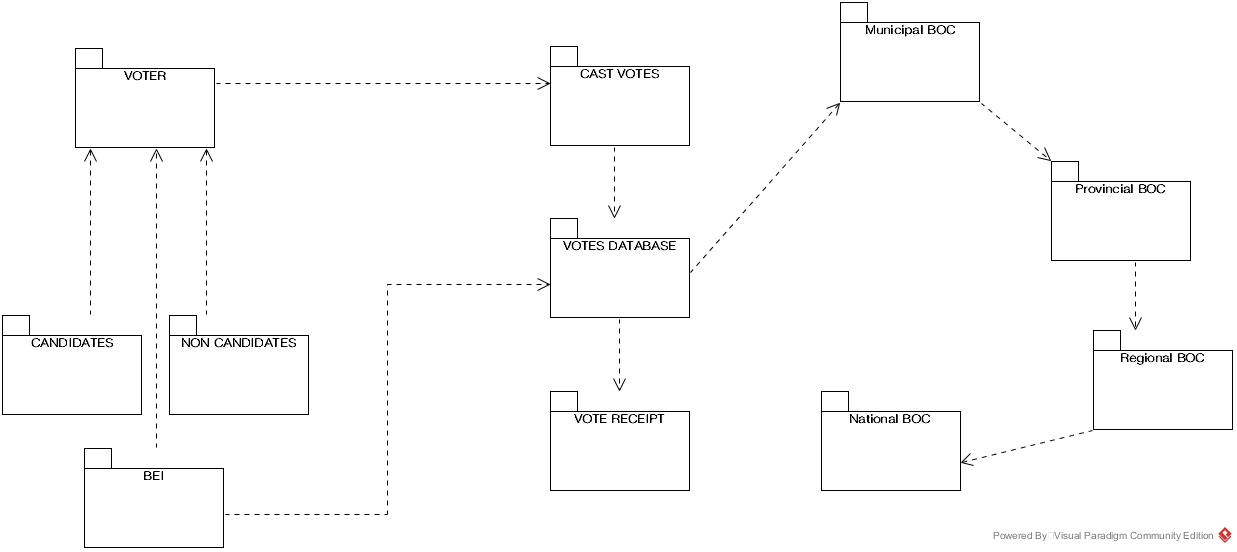 Municipal BOC
VOTER
CAST VOTES
Provincial BOC
VOTES DATABASE
CANDIDATES
NON CANDIDATES
Regional BOC
VOTE RECEIPT
National BOC
BEI
Powered By Visual Paradigm Community Edition